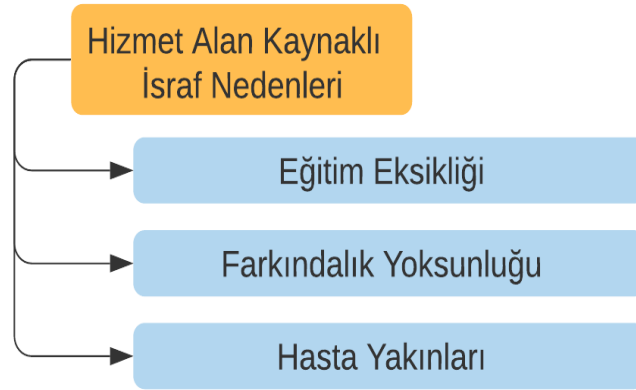 Hizmet Alan Kaynaklı
İsraf Nedenleri
Eğitim Eksikliği
Farkındalık Yoksunluğu
Hasta Yakınları